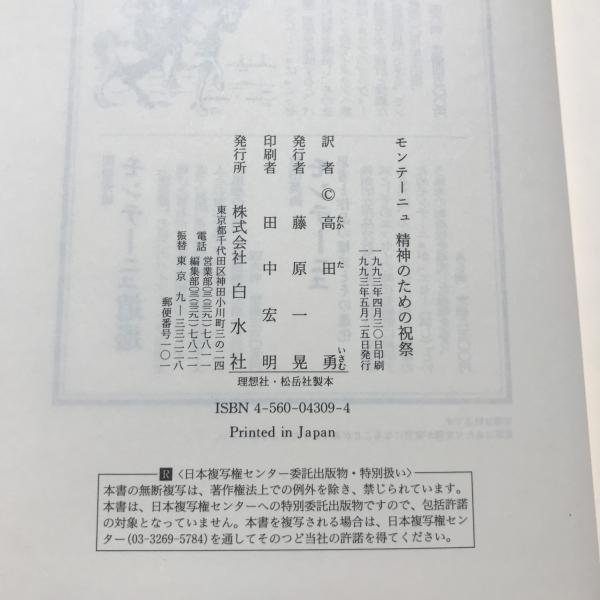 モンテーニュ 精神のための祝祭
一九九三年四月三〇日印刷
一九九三年五月二五日発行
訳者 © 高田 勇
たか た いさむ
発行者 藤原一晃
印刷者 田中宏明
発行所 株式会社 白水社
東京都千代田区神田小川町三の二四
電話 営業部(三二九一)七八一一
編集部(三二九一)七八二一
振替 東京 九-三三二二八
郵便番号一〇一
理想社・松岳社製本
ISBN 4-560-04309-4
Printed in Japan
R〈日本複写権センター委託出版物・特別扱い〉
本書の無断複写は、著作権法上での例外を除き、禁じられています。
本書は、日本複写権センターへの特別委託出版物ですので、包括許諾
の対象となっていません。本書を複写される場合は、日本複写権セン
ター(03-3269-5784)を通してそのつど当社の許諾を得てください。